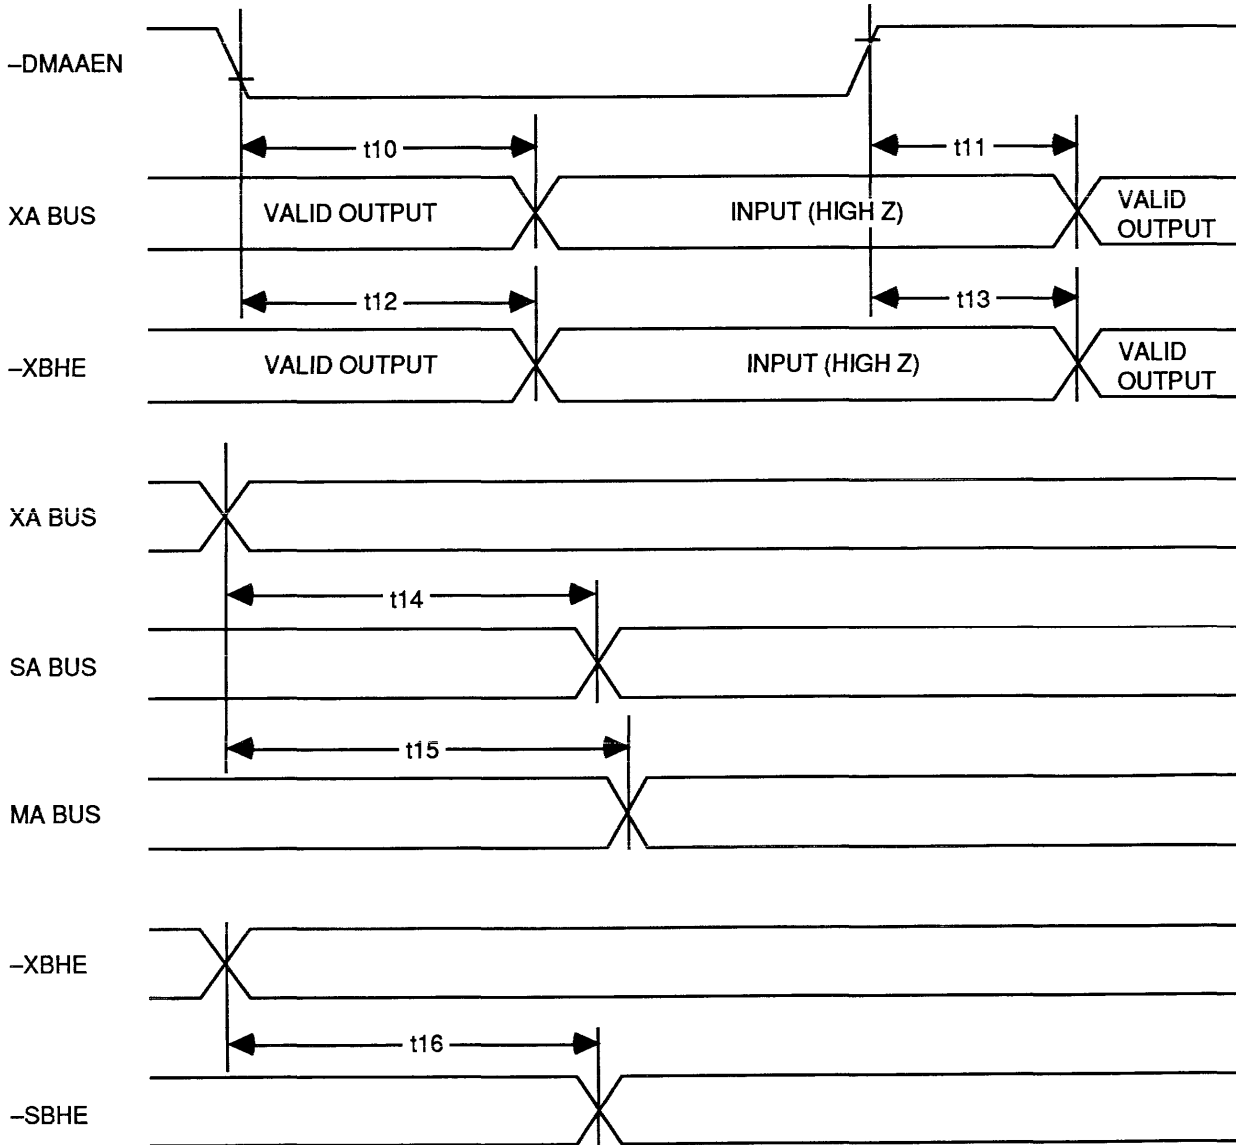 –DMAAEN
t10
t11
XA BUS
VALID OUTPUT
INPUT (HIGH Z)
VALID
OUTPUT
t12
t13
–XBHE
VALID OUTPUT
INPUT (HIGH Z)
VALID
OUTPUT
XA BUS
t14
SA BUS
t15
MA BUS
–XBHE
t16
–SBHE